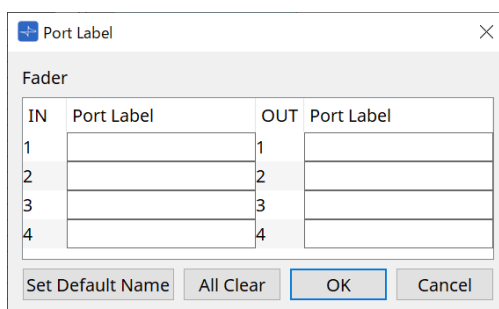 Port Label
Fader
IN Port Label OUT Port Label
1 1
2 2
3 3
4 4
Set Default Name All Clear OK Cancel